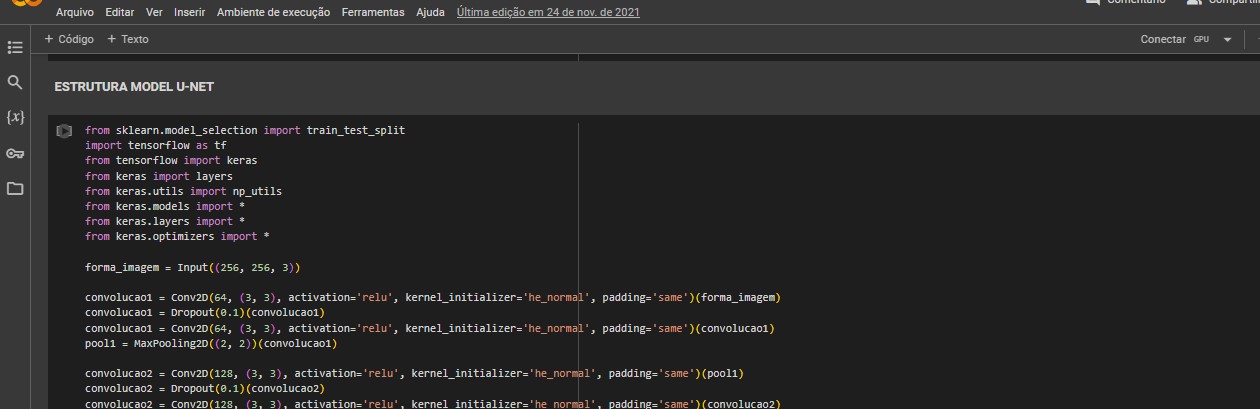 Arquivo Editar Ver Inserir Ambiente de execução Ferramentas Ajuda Última edição em 24 de nov. de 2021 Comentário
+ Código + Texto Conectar GPU
{x}
ESTRUTURA MODEL U-NET
from sklearn.model_selection import train_test_split
import tensorflow as tf
from tensorflow import keras
from keras import layers
from keras.utils import np_utils
from keras.models import *
from keras.layers import *
from keras.optimizers import *
forma_imagem = Input((256, 256, 3))
convolucao1 = Conv2D(64, (3, 3), activation='relu', kernel_initializer='he_normal', padding='same')(forma_imagem)
convolucao1 = Dropout(0.1)(convolucao1)
convolucao1 = Conv2D(64, (3, 3), activation='relu', kernel_initializer='he_normal', padding='same')(convolucao1)
pool1 = MaxPooling2D((2, 2))(convolucao1)
convolucao2 = Conv2D(128, (3, 3), activation='relu', kernel_initializer='he_normal', padding='same')(pool1)
convolucao2 = Dropout(0.1)(convolucao2)
convolucao2 = Conv2D(128, (3, 3), activation='relu', kernel_initializer='he_normal', padding='same')(convolucao2)